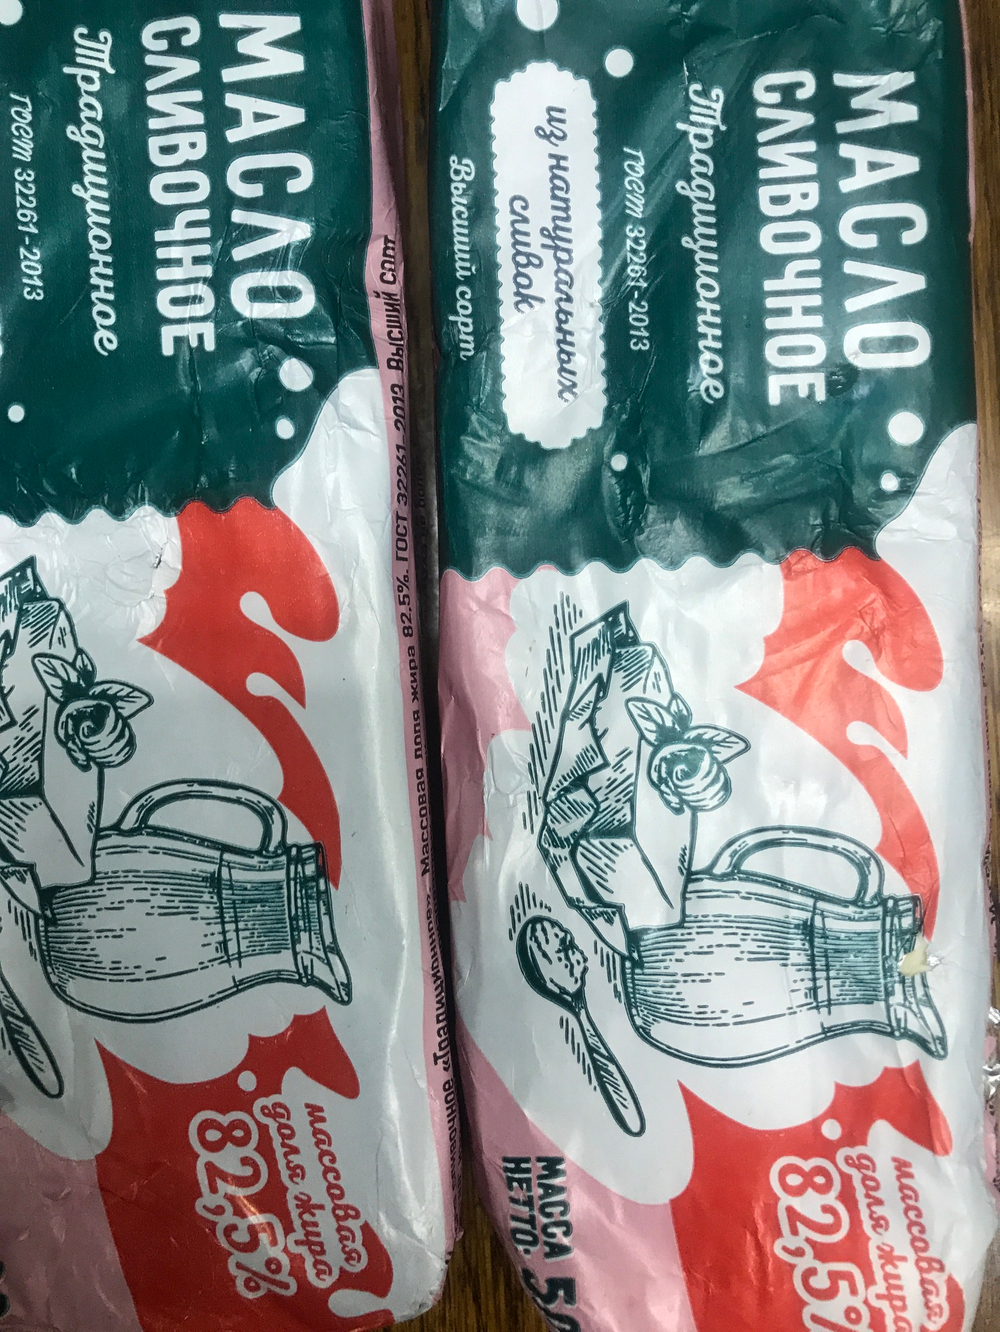 МАСЛО
СЛИВОЧНОЕ
Традиционное
гост 32261-2013
массовая
доля жира
82,5%
Традиционное». Массовая доля жира 82.5%. ГОСТ 32261-2013 Высший сорт
МАСЛО
СЛИВОЧНОЕ
Традиционное
гост 32261-2013
из натуральных
сливок
Высший сорт
массовая
доля жира
82,5%
МАССА
НЕТТО: